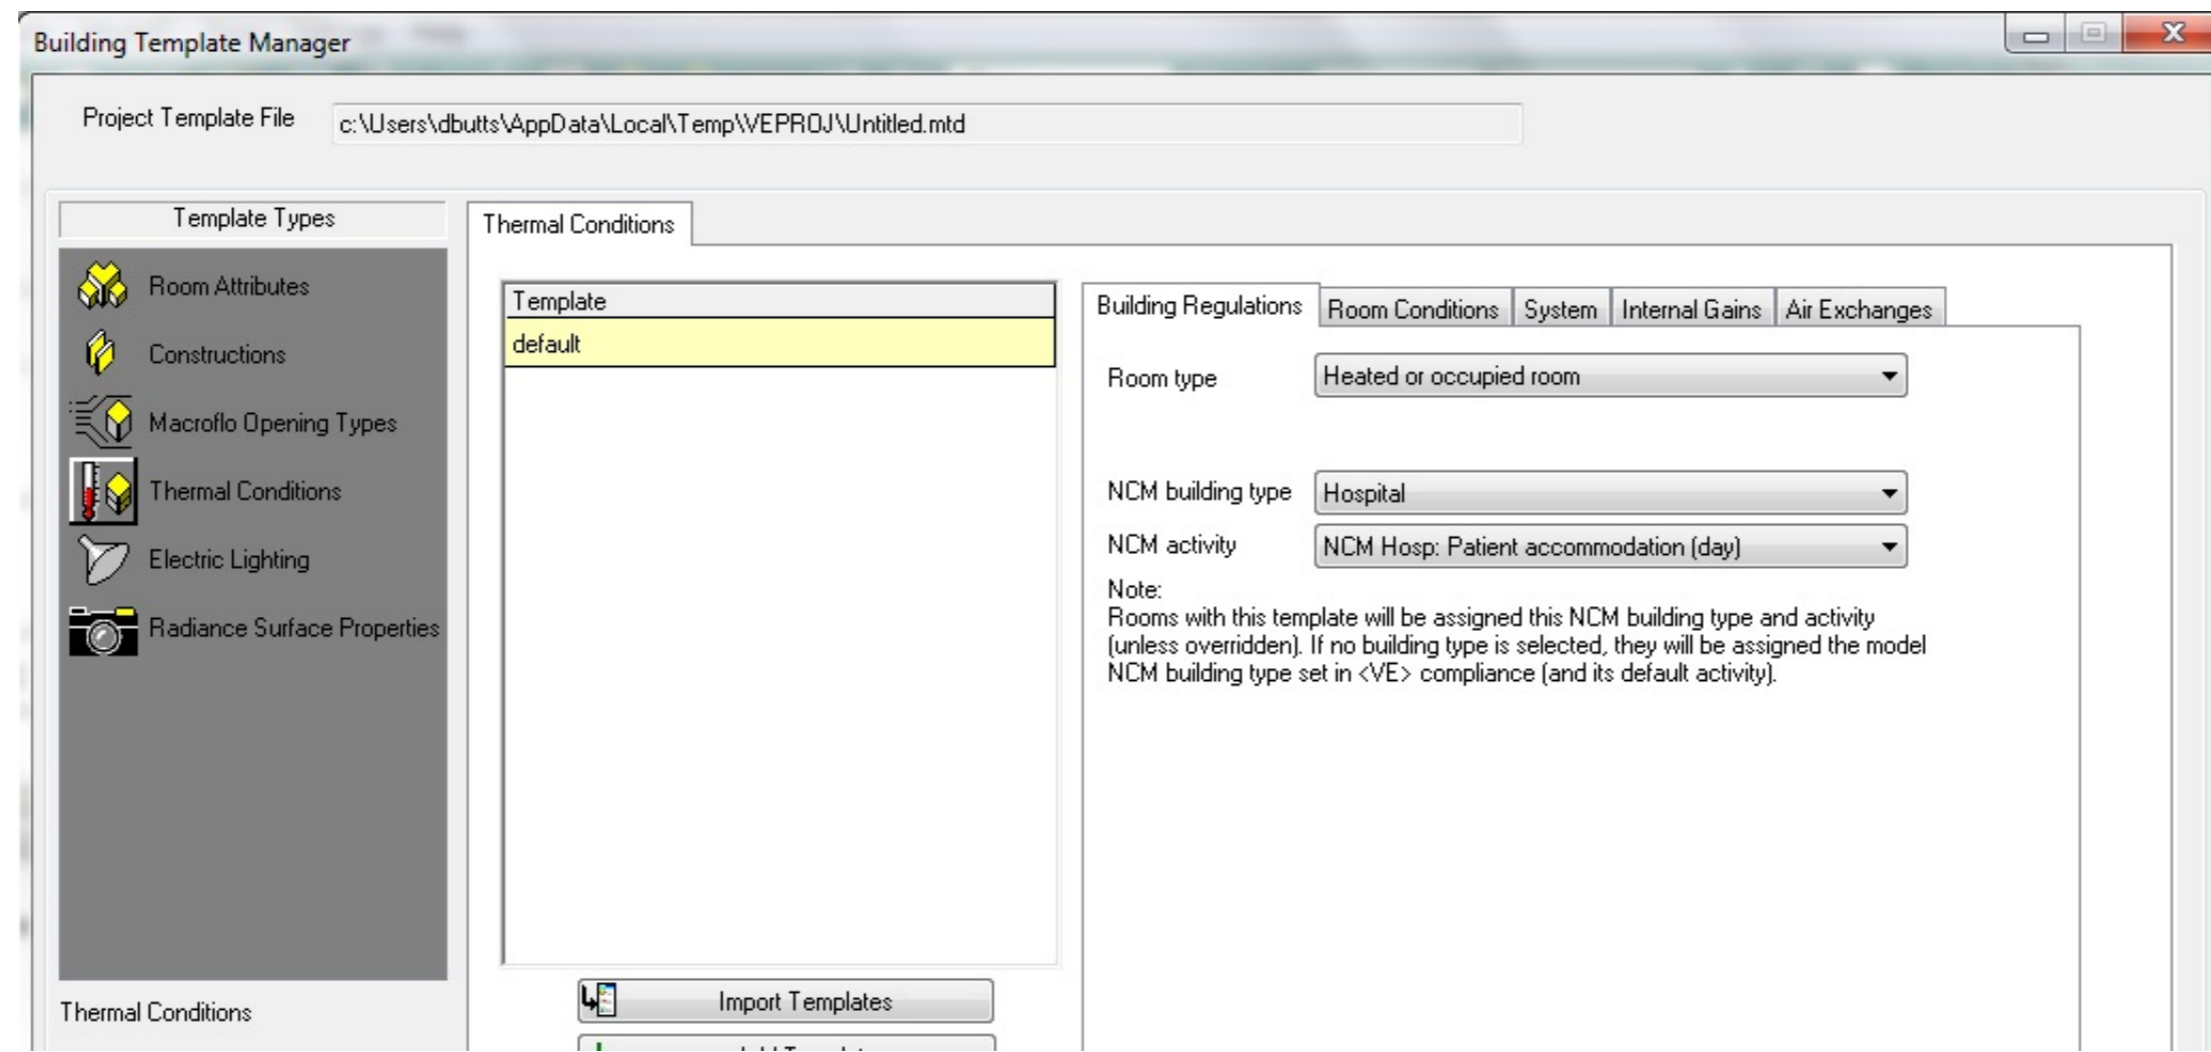 Building Template Manager
Project Template File
c:\Users\dbutts\AppData\Local\Temp\VEPROJ\Untitled.mtd
Template Types
Room Attributes
Constructions
Macroflo Opening Types
Thermal Conditions
Electric Lighting
Radiance Surface Properties
Thermal Conditions
Thermal Conditions
Template
default
Import Templates
Building Regulations Room Conditions System Internal Gains Air Exchanges
Room type Heated or occupied room
NCM building type Hospital
NCM activity NCM Hosp: Patient accommodation (day)
Note:
Rooms with this template will be assigned this NCM building type and activity
(unless overridden). If no building type is selected, they will be assigned the model
NCM building type set in <VE> compliance (and its default activity).